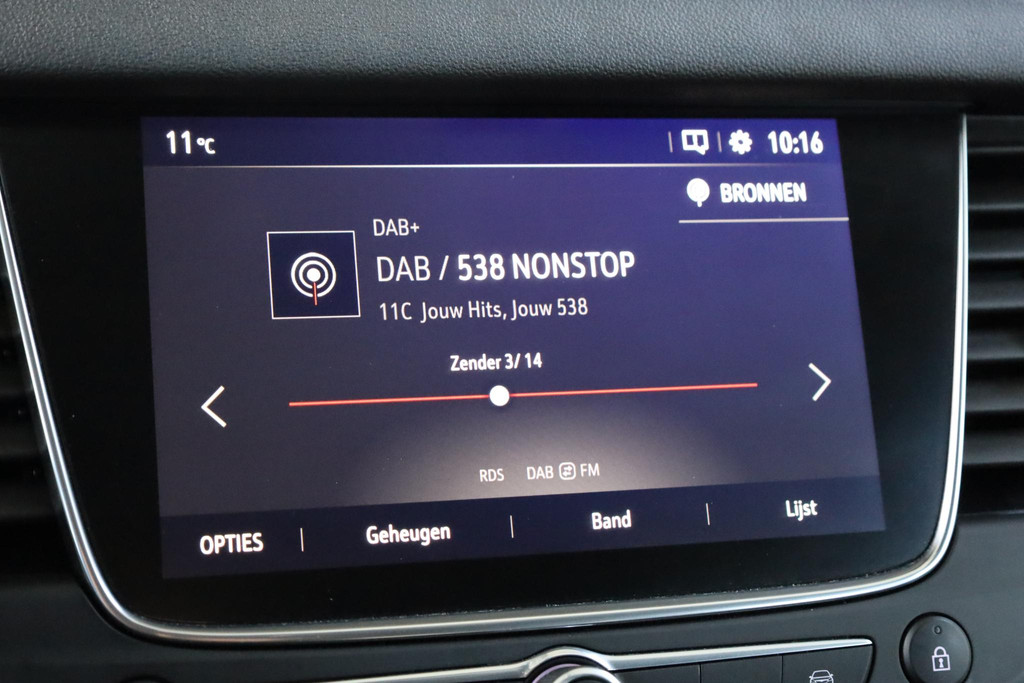 11°C 10:16
BRONNEN
DAB+
DAB / 538 NONSTOP
11C Jouw Hits, Jouw 538
Zender 3/ 14
RDS DAB FM
OPTIES Geheugen Band Lijst